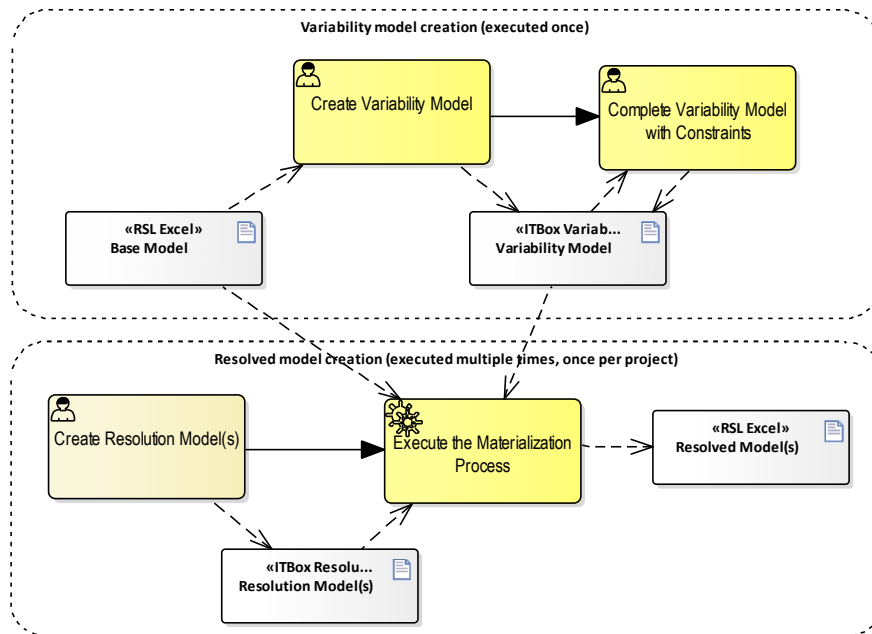 Variability model creation (executed once)
Create Variability Model
Complete Variability Model
with Constraints
«RSL Excel»
Base Model
«ITBox Variab...
Variability Model
Resolved model creation (executed multiple times, once per project)
Create Resolution Model(s)
Execute the Materialization
Process
«RSL Excel»
Resolved Model(s)
«ITBox Resolu...
Resolution Model(s)